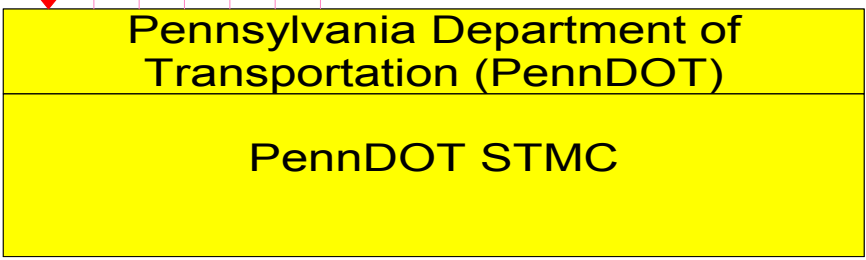 Pennsylvania Department of
Transportation (PennDOT)
PennDOT STMC